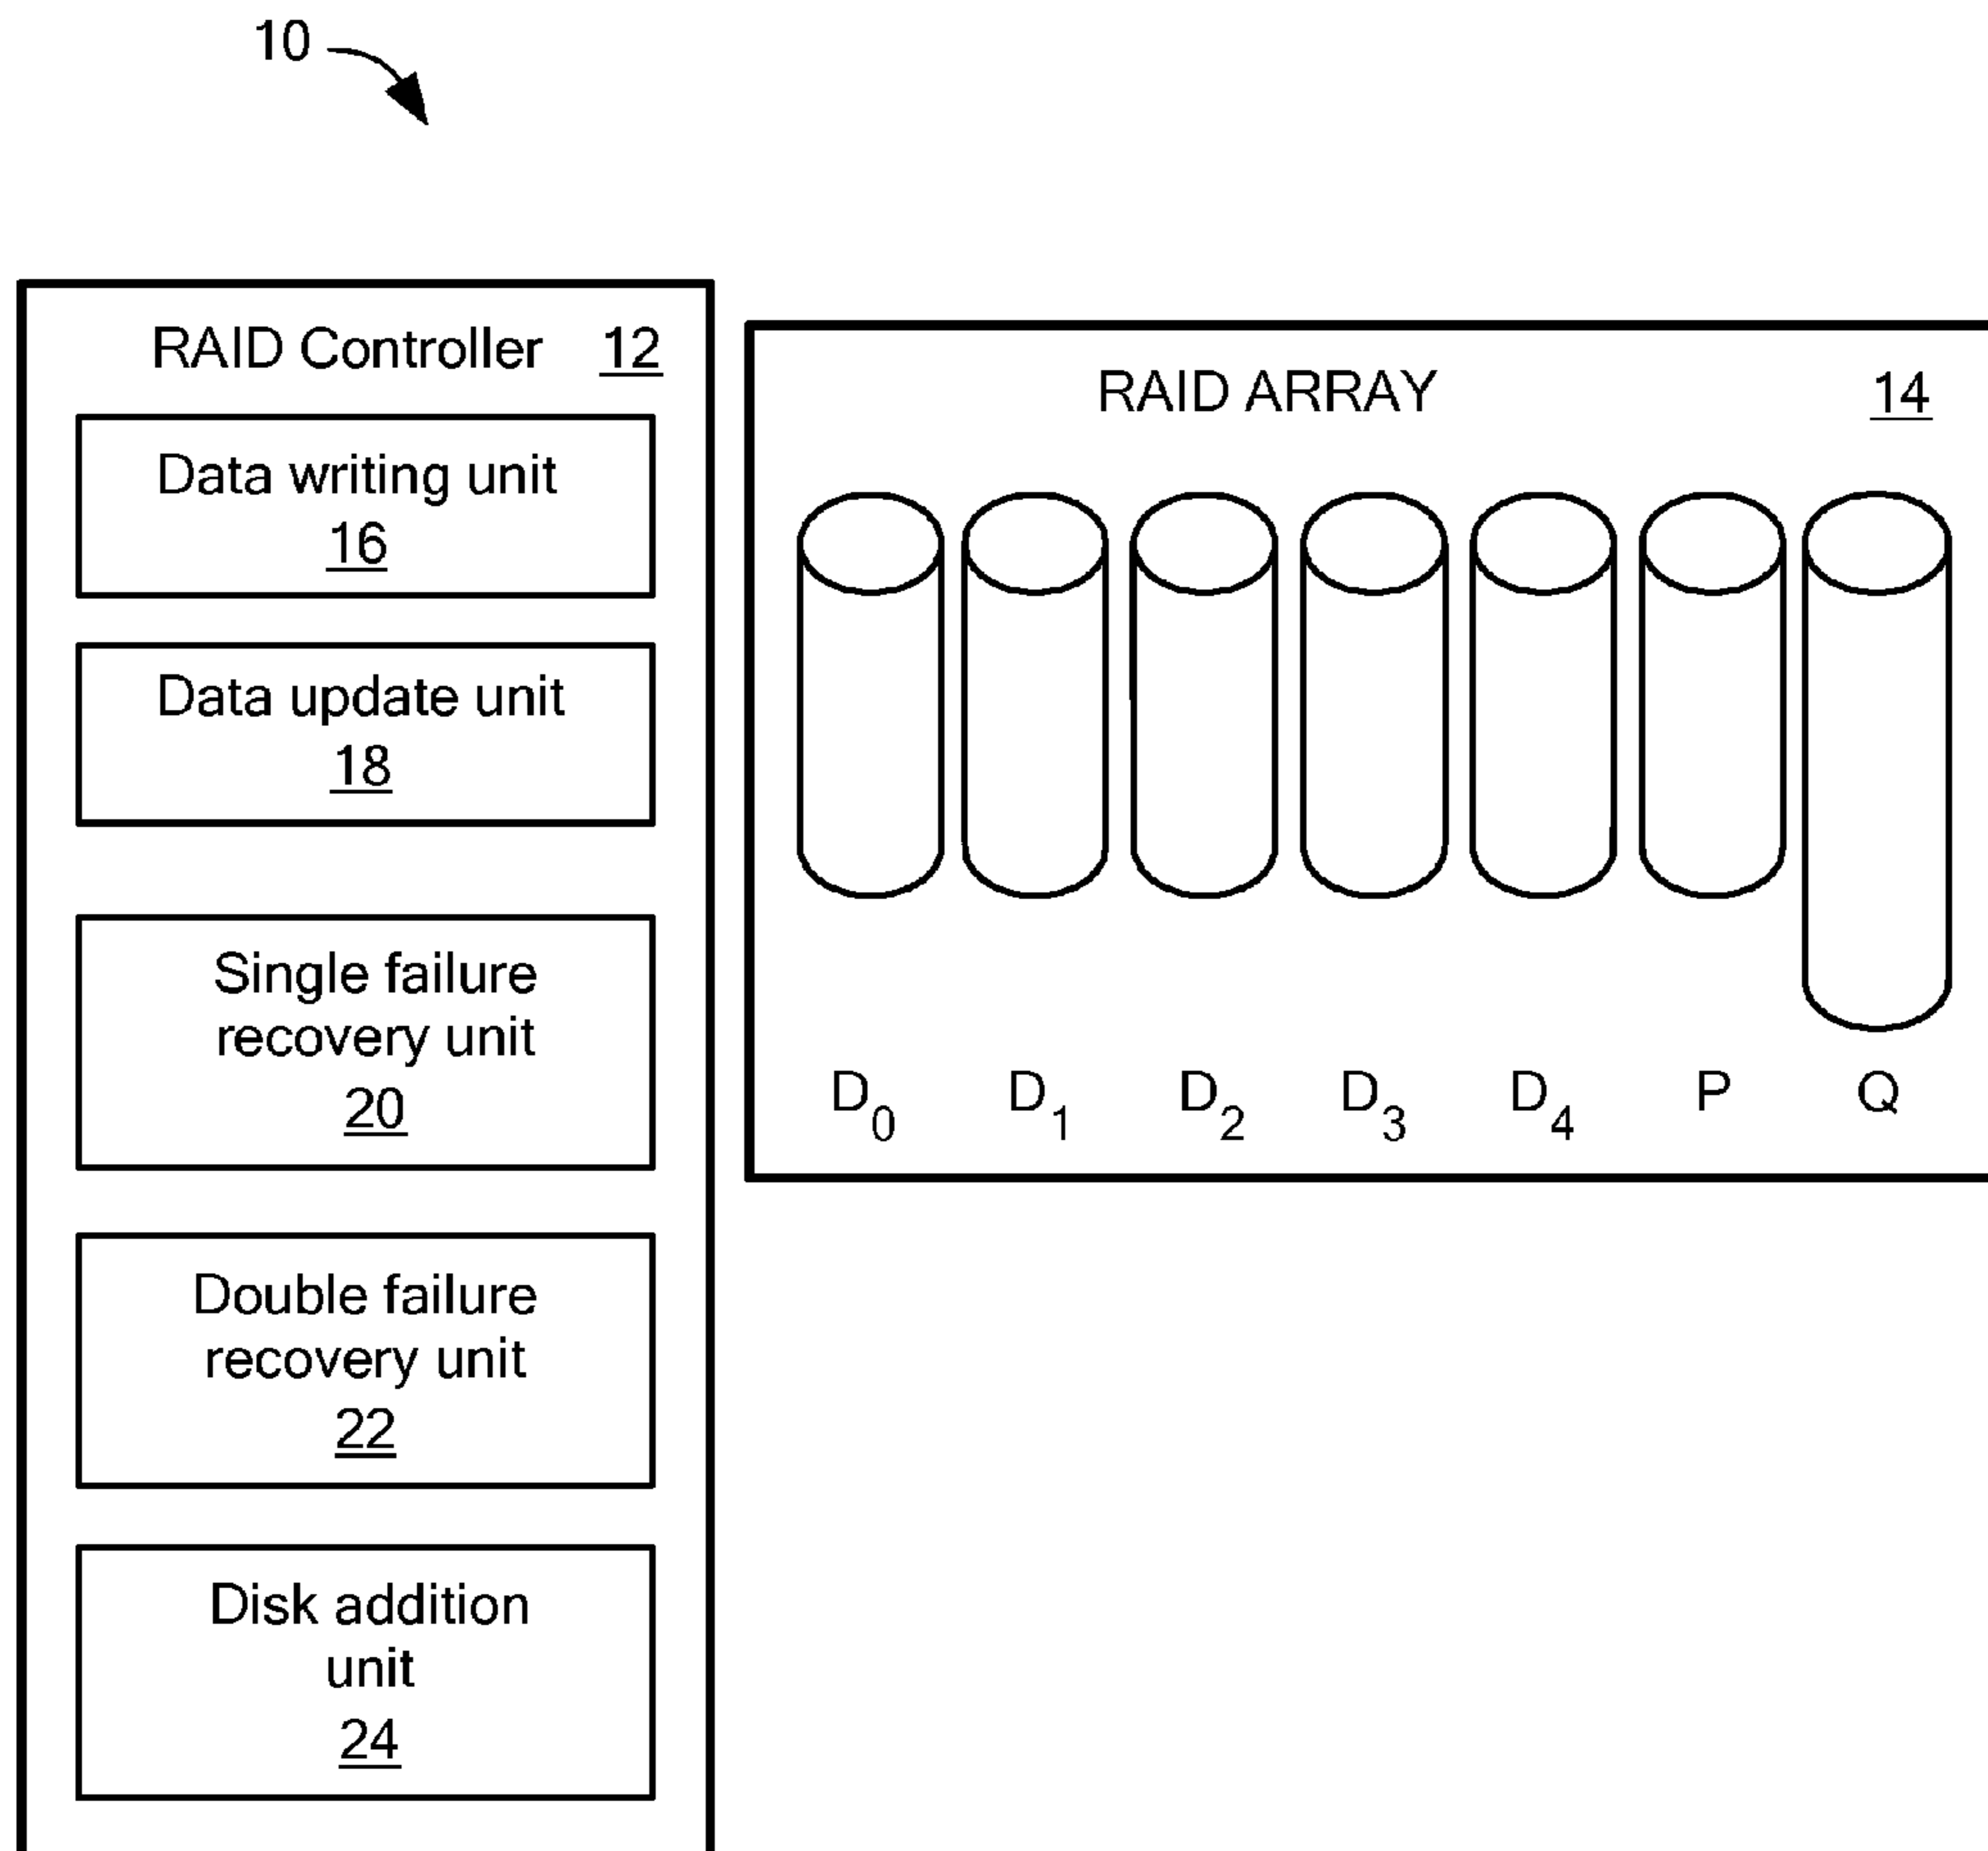 10
RAID Controller 12
Data writing unit
16
Data update unit
18
Single failure
recovery unit
20
Double failure
recovery unit
22
Disk addition
unit
24
RAID ARRAY 14
D0 D1 D2 D3 D4 P Q